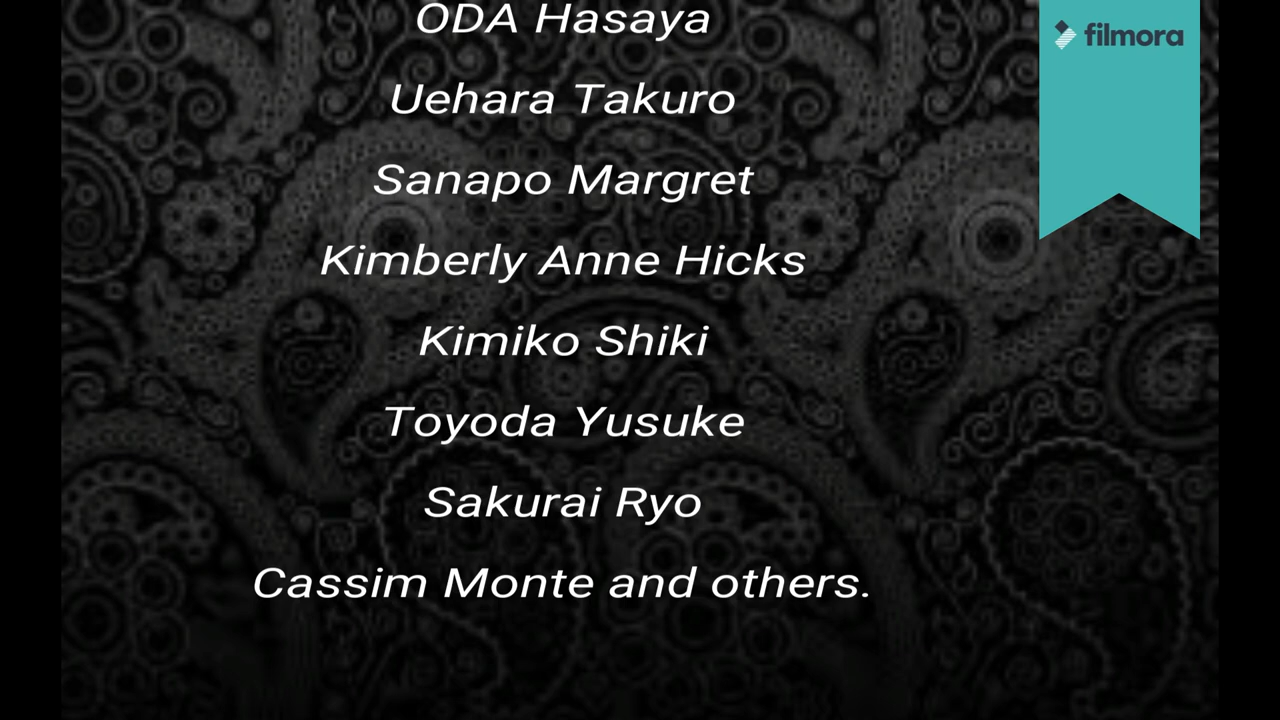 ODA Hasaya
filmora
Uehara Takuro
Sanapo Margret
Kimberly Anne Hicks
Kimiko Shiki
Toyoda Yusuke
Sakurai Ryo
Cassim Monte and others.